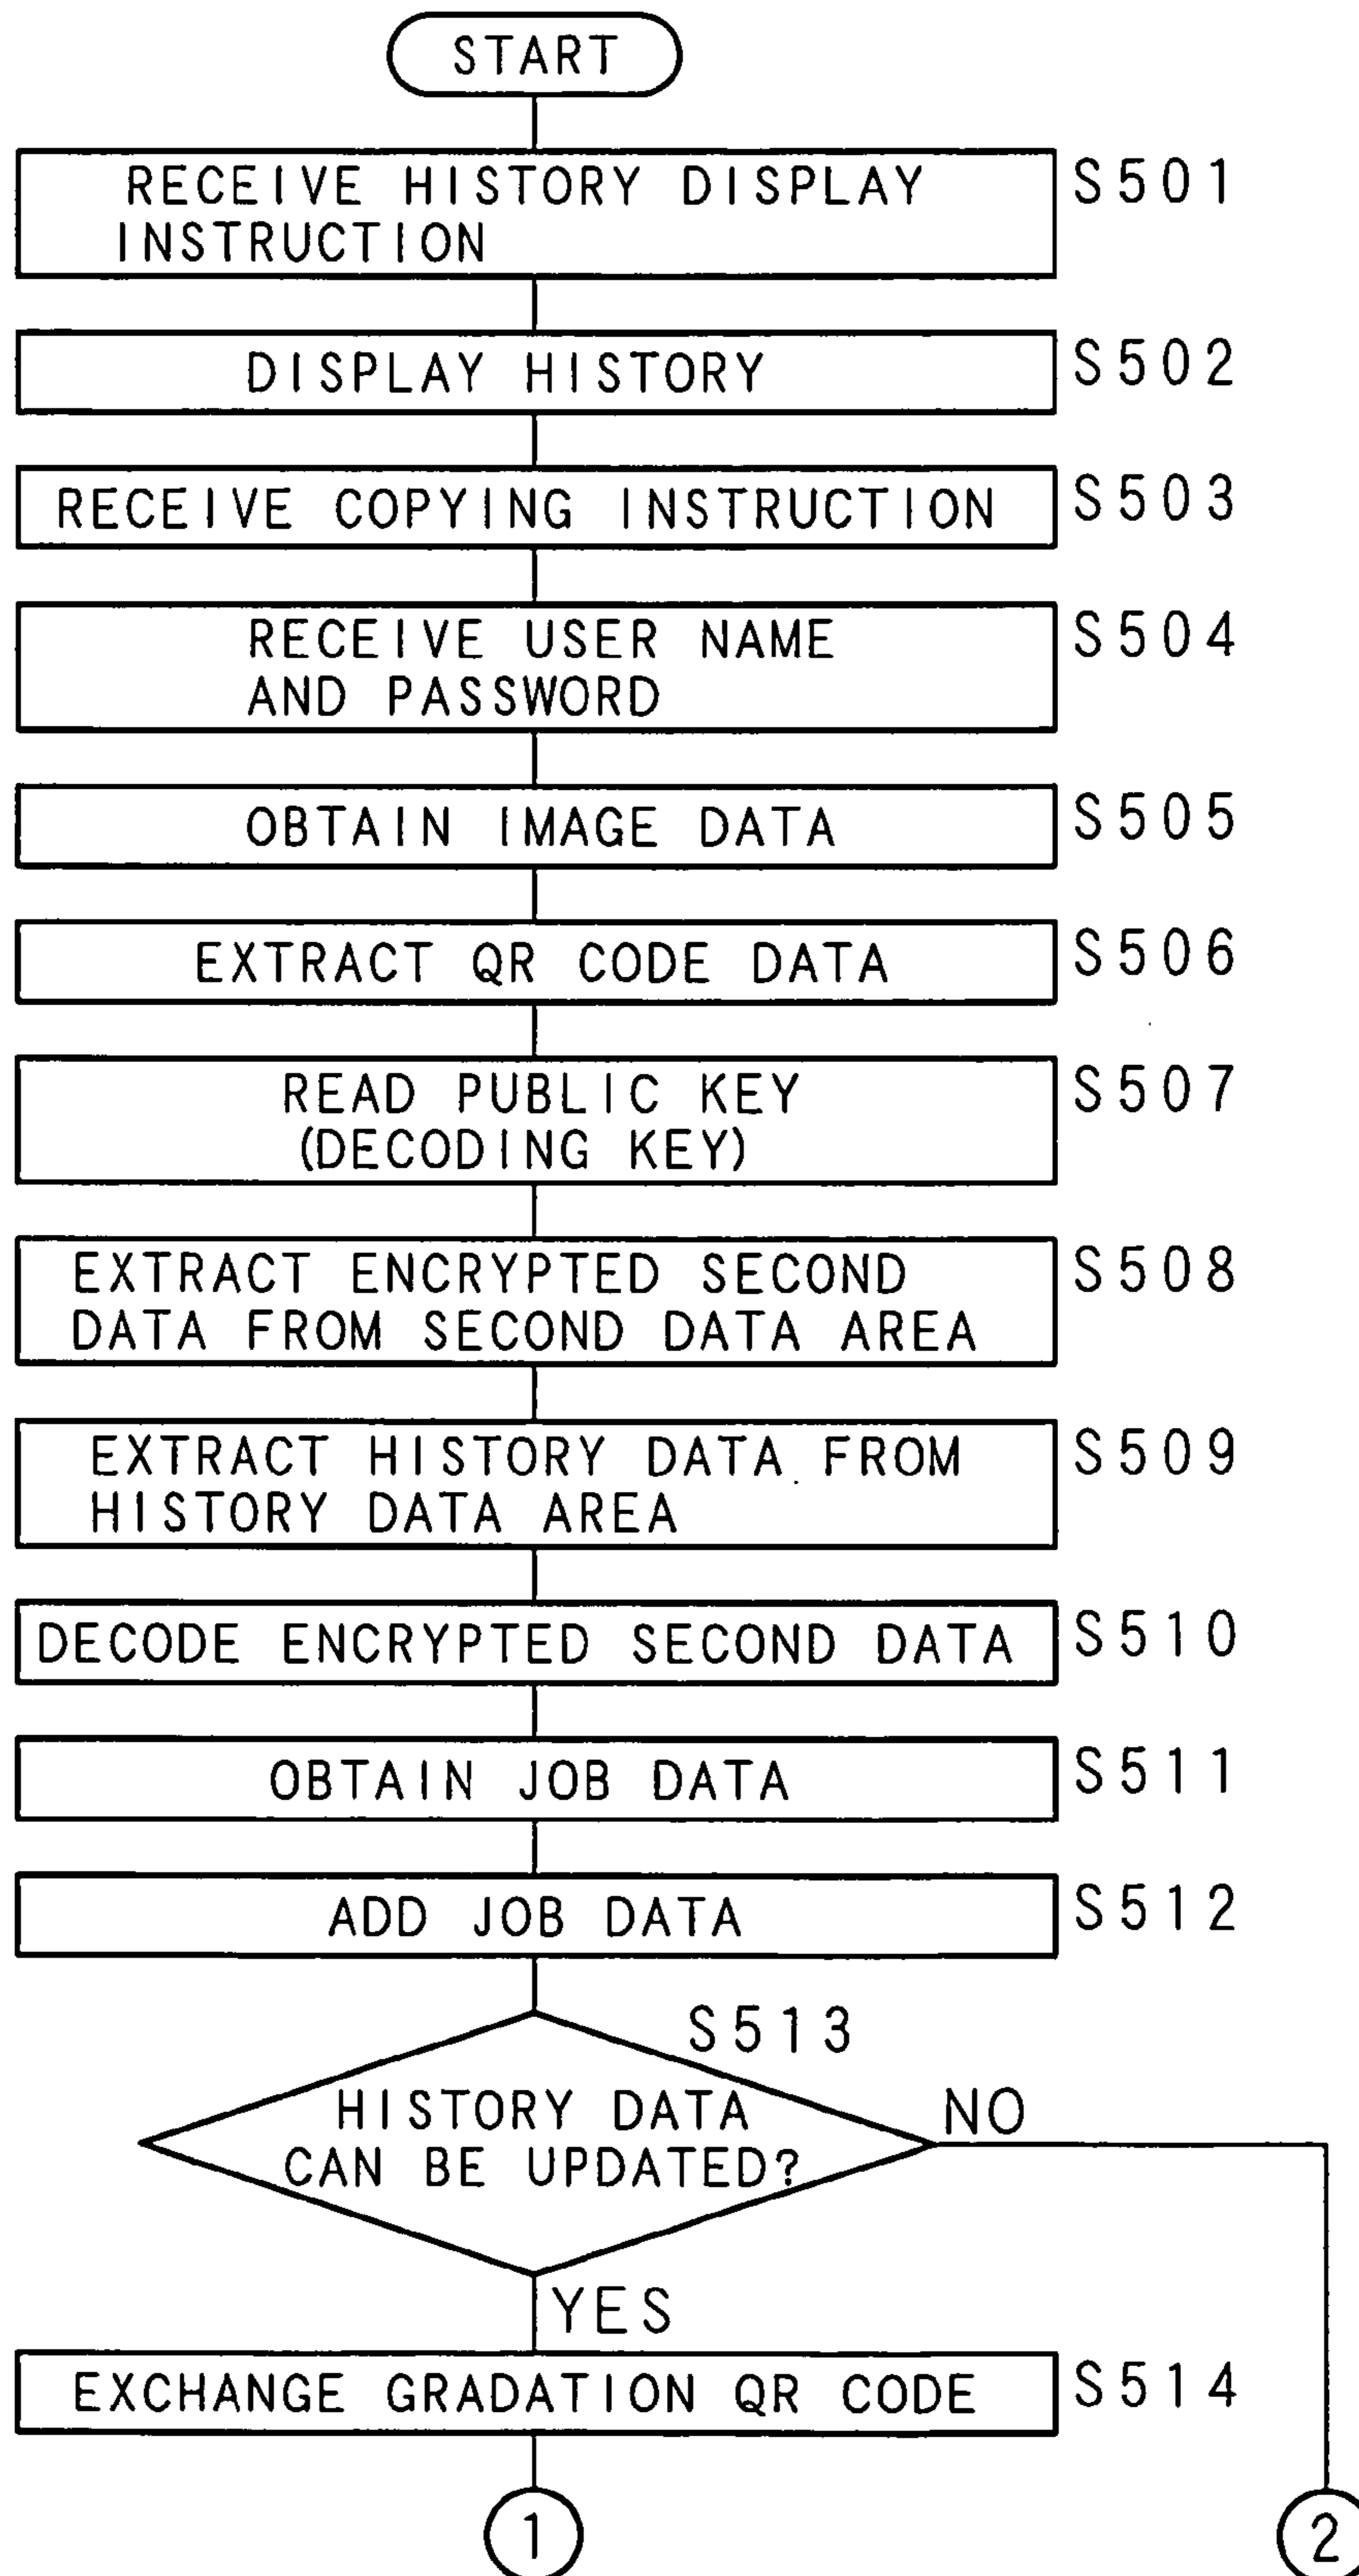 START
RECEIVE HISTORY DISPLAY
INSTRUCTION
S501
DISPLAY HISTORY
S502
RECEIVE COPYING INSTRUCTION
S503
RECEIVE USER NAME
AND PASSWORD
S504
OBTAIN IMAGE DATA
S505
EXTRACT QR CODE DATA
S506
READ PUBLIC KEY
(DECODING KEY)
S507
EXTRACT ENCRYPTED SECOND
DATA FROM SECOND DATA AREA
S508
EXTRACT HISTORY DATA FROM
HISTORY DATA AREA
S509
DECODE ENCRYPTED SECOND DATA
S510
OBTAIN JOB DATA
S511
ADD JOB DATA
S512
S513
HISTORY DATA
CAN BE UPDATED?
NO
YES
EXCHANGE GRADATION QR CODE
S514
1
2